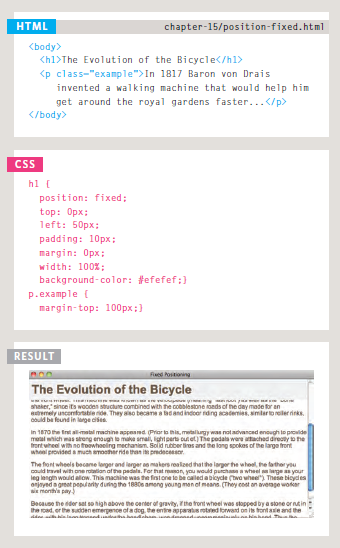 HTML
chapter-15/position-fixed.html
<body>
<h1>The Evolution of the Bicycle</h1>
<p class="example">In 1817 Baron von Drais
invented a walking machine that would help him
get around the royal gardens faster...</p>
</body>
CSS
h1 {
position: fixed;
top: 0px;
left: 50px;
padding: 10px;
margin: 0px;
width: 100%;
background-color: #efefef;}
p.example {
margin-top: 100px;}
RESULT
Fixed Positioning
The Evolution of the Bicycle
shaker," since its wooden structure combined with the cobblestone roads of the day made for an
extremely uncomfortable ride. They also became a fad and indoor riding academies, similar to roller rinks,
could be found in large cities.
In 1870 the first all-metal machine appeared. (Prior to this, metallurgy was not advanced enough to provide
metal which was strong enough to make small, light parts out of.) The pedals were attached directly to the
front wheel with no freewheeling mechanism. Solid rubber tires and the long spokes of the large front
wheel provided a much smoother ride than its predecessor.
The front wheels became larger and larger as makers realized that the larger the wheel, the farther you
could travel with one rotation of the pedals. For that reason, you would purchase a wheel as large as your
leg length would allow. This machine was the first one to be called a bicycle ("two wheel"). These bicycles
enjoyed a great popularity during the 1880s among young men of means. (They cost an average worker
six month's pay.)
Because the rider sat so high above the center of gravity, if the front wheel was stopped by a stone or rut in
the road, or the sudden emergence of a dog, the entire apparatus rotated forward on its front axle and the